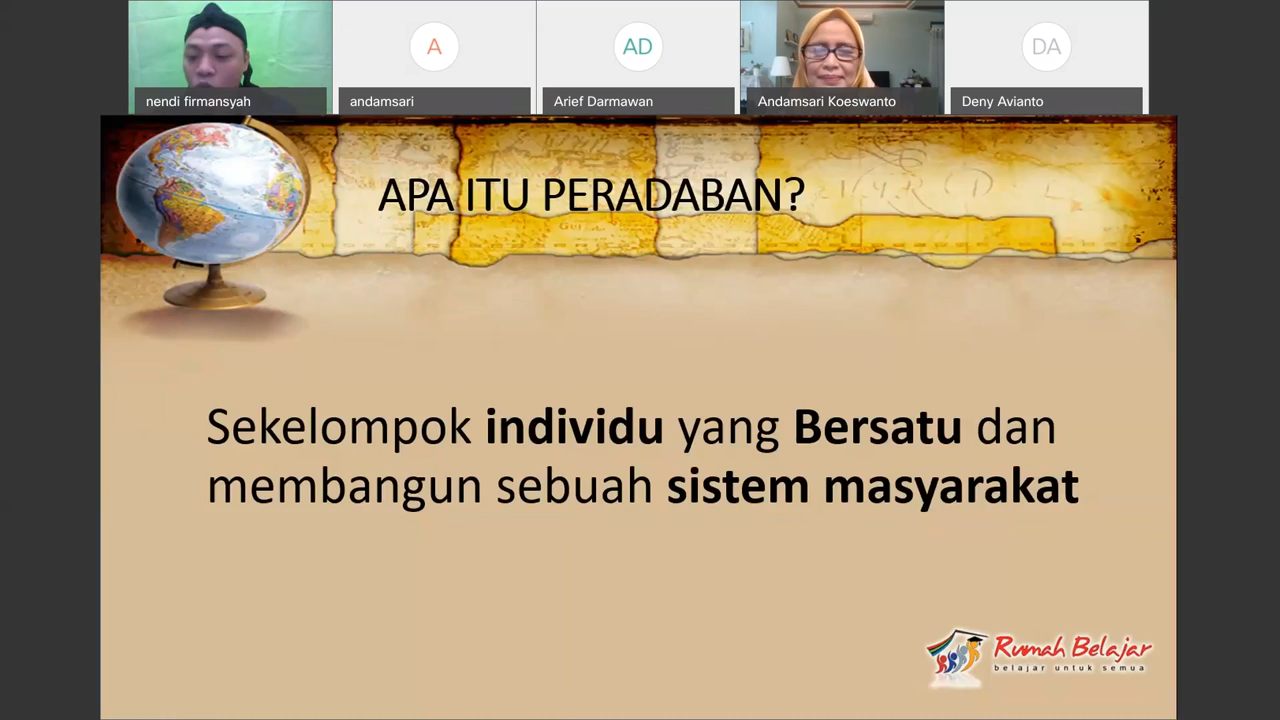 A
AD
DA
nendi firmansyah
andamsari
Arief Darmawan
Andamsari Koeswanto
Deny Avianto
APA ITU PERADABAN?
Sekelompok individu yang Bersatu dan
membangun sebuah sistem masyarakat
Rumah Belajar
belajar untuk semua